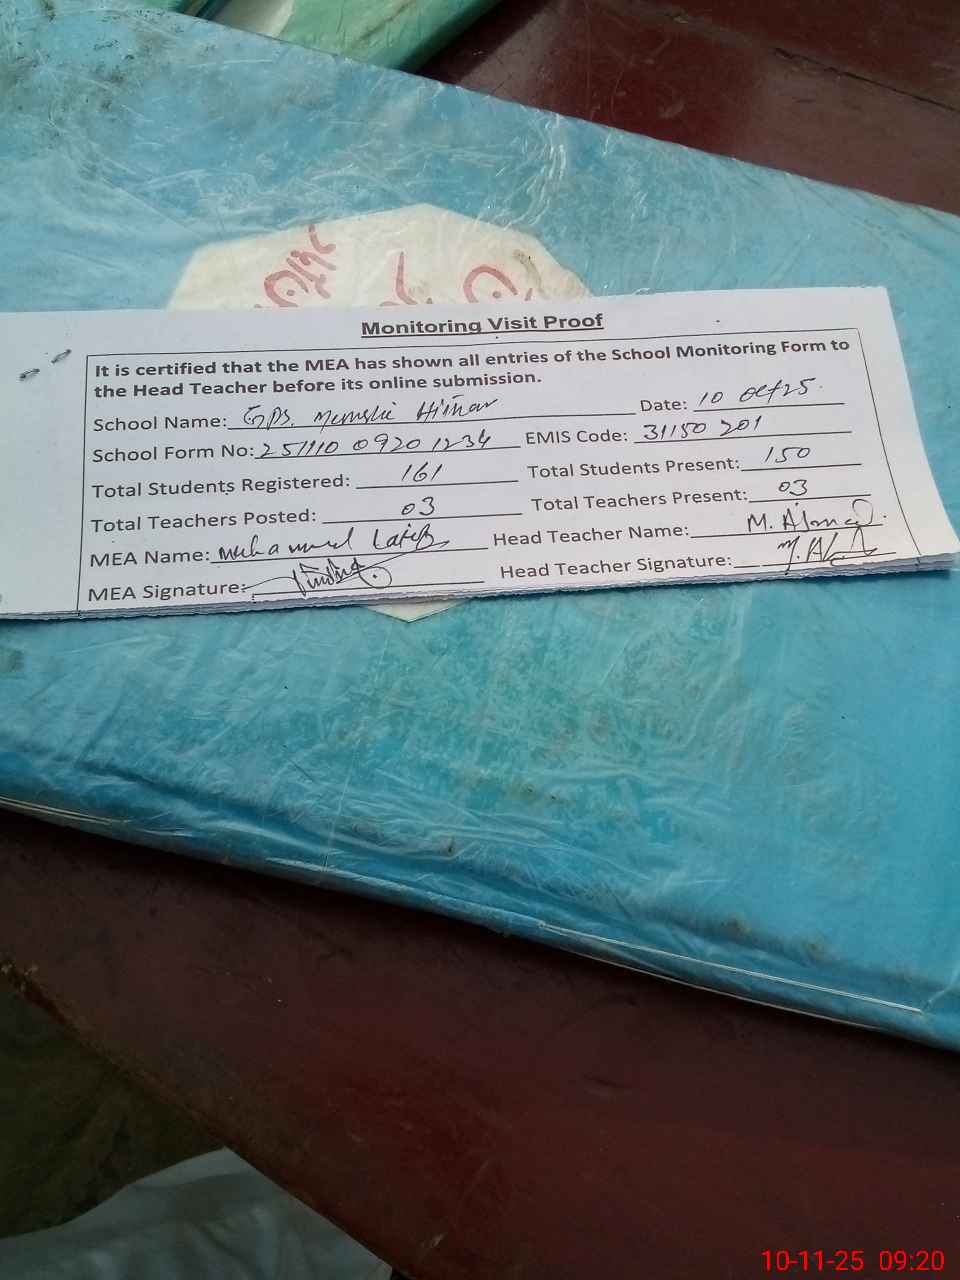 Monitoring Visit Proof
It is certified that the MEA has shown all entries of the School Monitoring Form to
the Head Teacher before its online submission.
School Name: GPS. Date: 10 Oct 25.
School Form No: 251110 0920 1234 EMIS Code: 31150 201
Total Students Registered: 161 Total Students Present: 150
Total Teachers Posted: 03 Total Teachers Present: 03
MEA Name: Muhammad Latif Head Teacher Name: M.
MEA Signature: Head Teacher Signature: M.
10-11-25 09:20